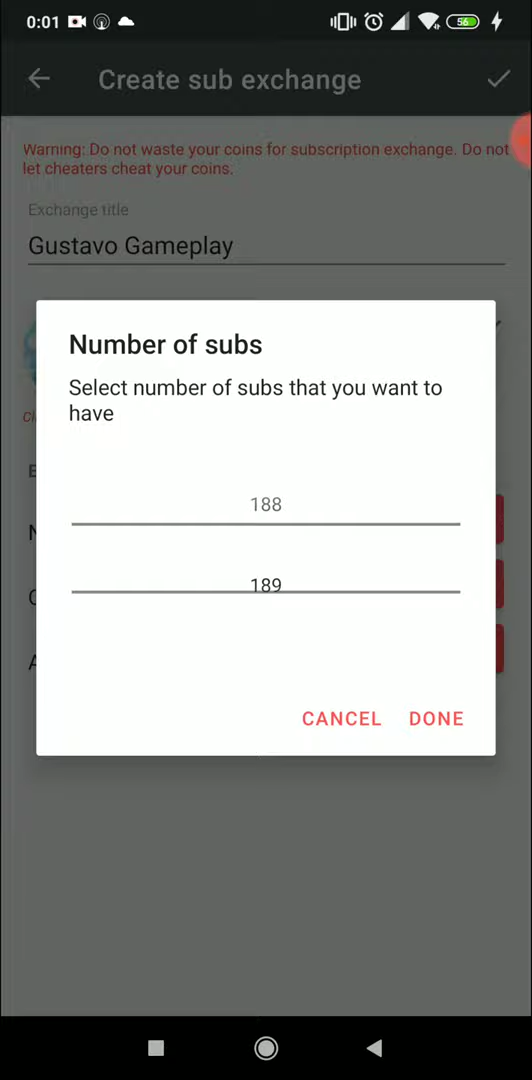 0:01
56
Create sub exchange
Warning: Do not waste your coins for subscription exchange. Do not
let cheaters cheat your coins.
Exchange title
Gustavo Gameplay
Number of subs
Select number of subs that you want to
have
188
189
CANCEL DONE